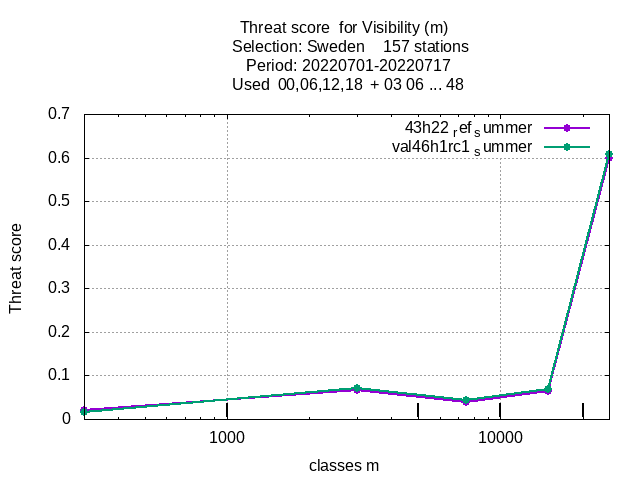 Threat score  for Visibility (m)
Selection: Sweden    157 stations
Period: 20220701-20220717
Used  00,06,12,18  + 03 06 ... 48
43h22 refsummer
val46h1rc1 summer
0.7
0.6
0.5
0.4
0.3
0.2
0.1
0
Threat score
1000
10000
classes m